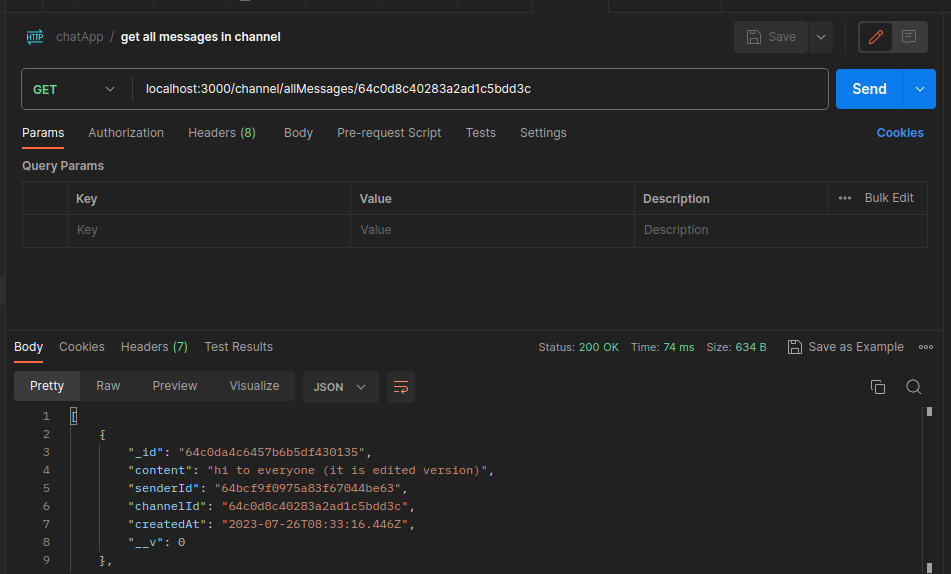 HTTP chatApp / get all messages in channel Save
GET localhost:3000/channel/allMessages/64c0d8c40283a2ad1c5bdd3c Send
Params Authorization Headers (8) Body Pre-request Script Tests Settings Cookies
Query Params
Key Value Description ••• Bulk Edit
Key Value Description
Body Cookies Headers (7) Test Results Status: 200 OK Time: 74 ms Size: 634 B Save as Example
Pretty Raw Preview Visualize JSON
1 [
2 {
3 "_id": "64c0da4c6457b6b5df430135",
4 "content": "hi to everyone (it is edited version)",
5 "senderId": "64bcf9f0975a83f67044be63",
6 "channelId": "64c0d8c40283a2ad1c5bdd3c",
7 "createdAt": "2023-07-26T08:33:16.446Z",
8 "__v": 0
9 },